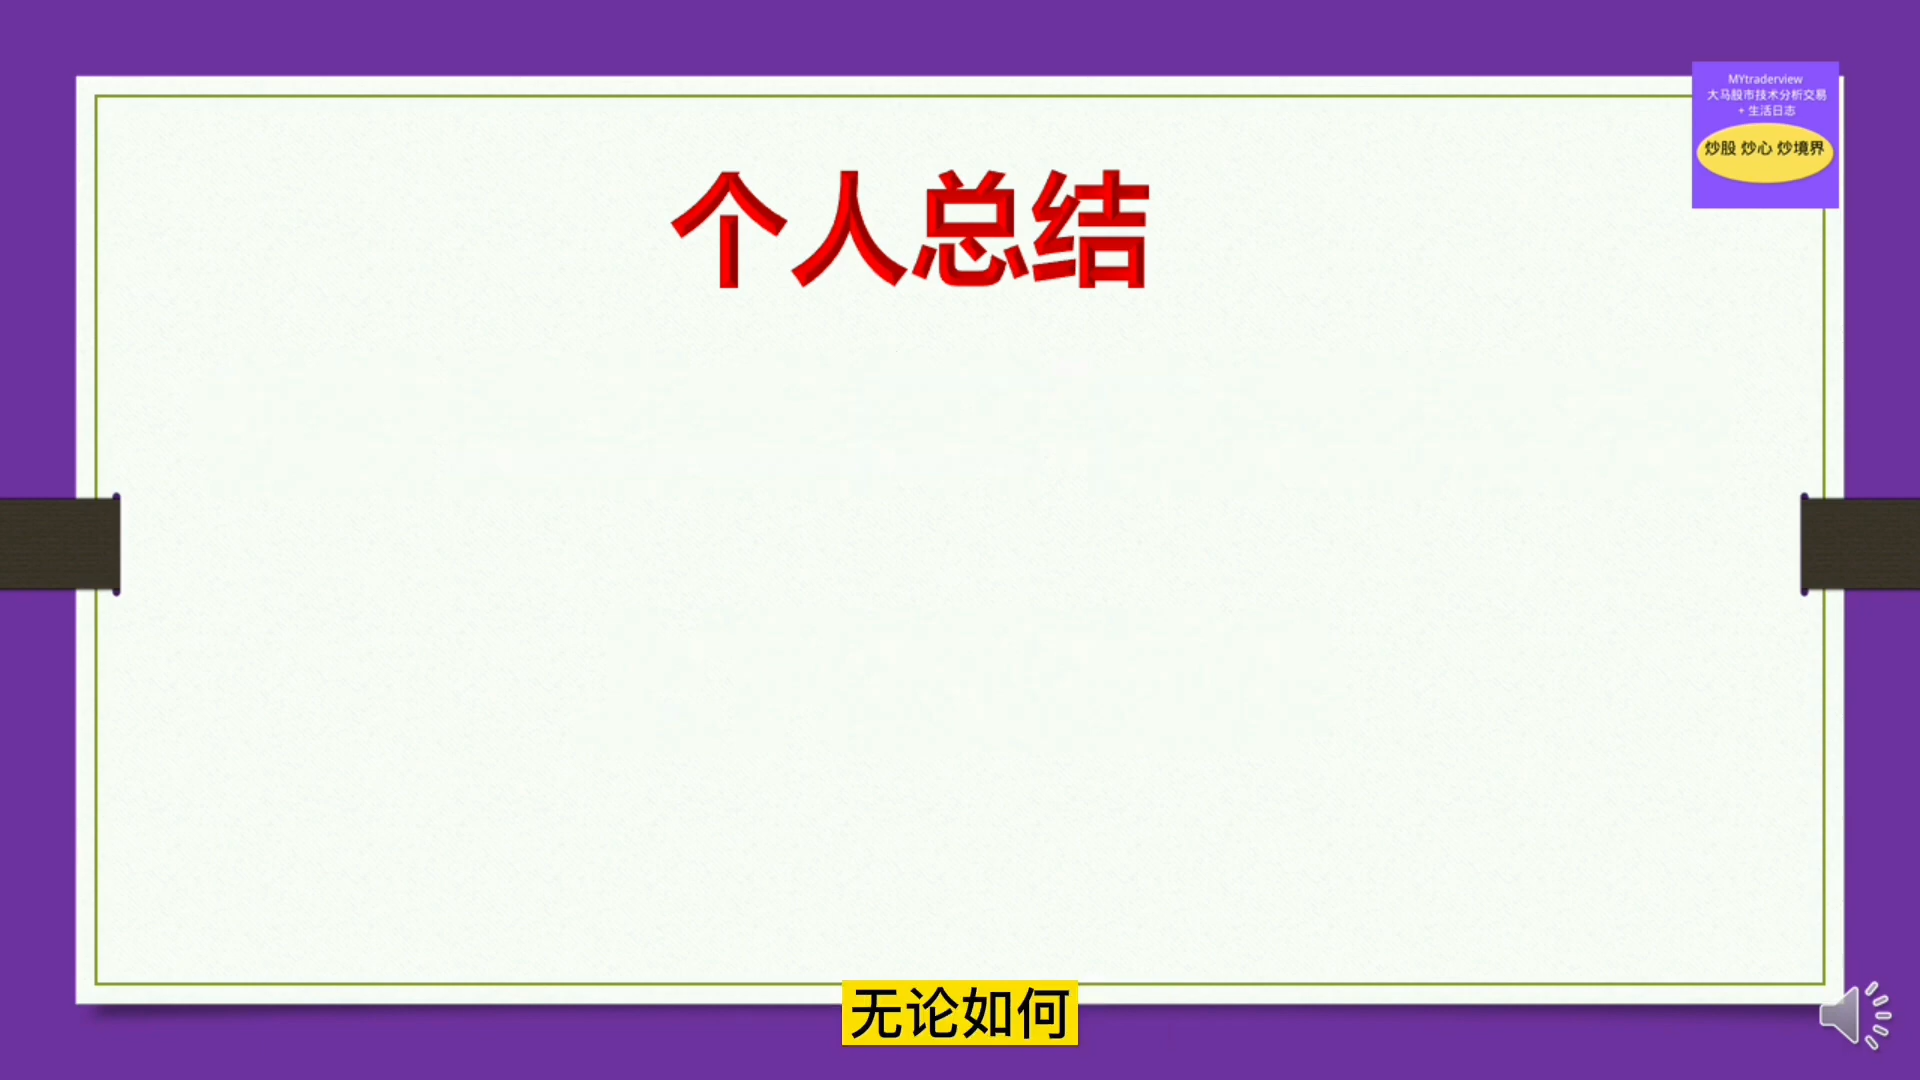 MYtraderview
大马股市技术分析交易
+ 生活日志
炒股 炒心 炒境界
个人总结
无论如何